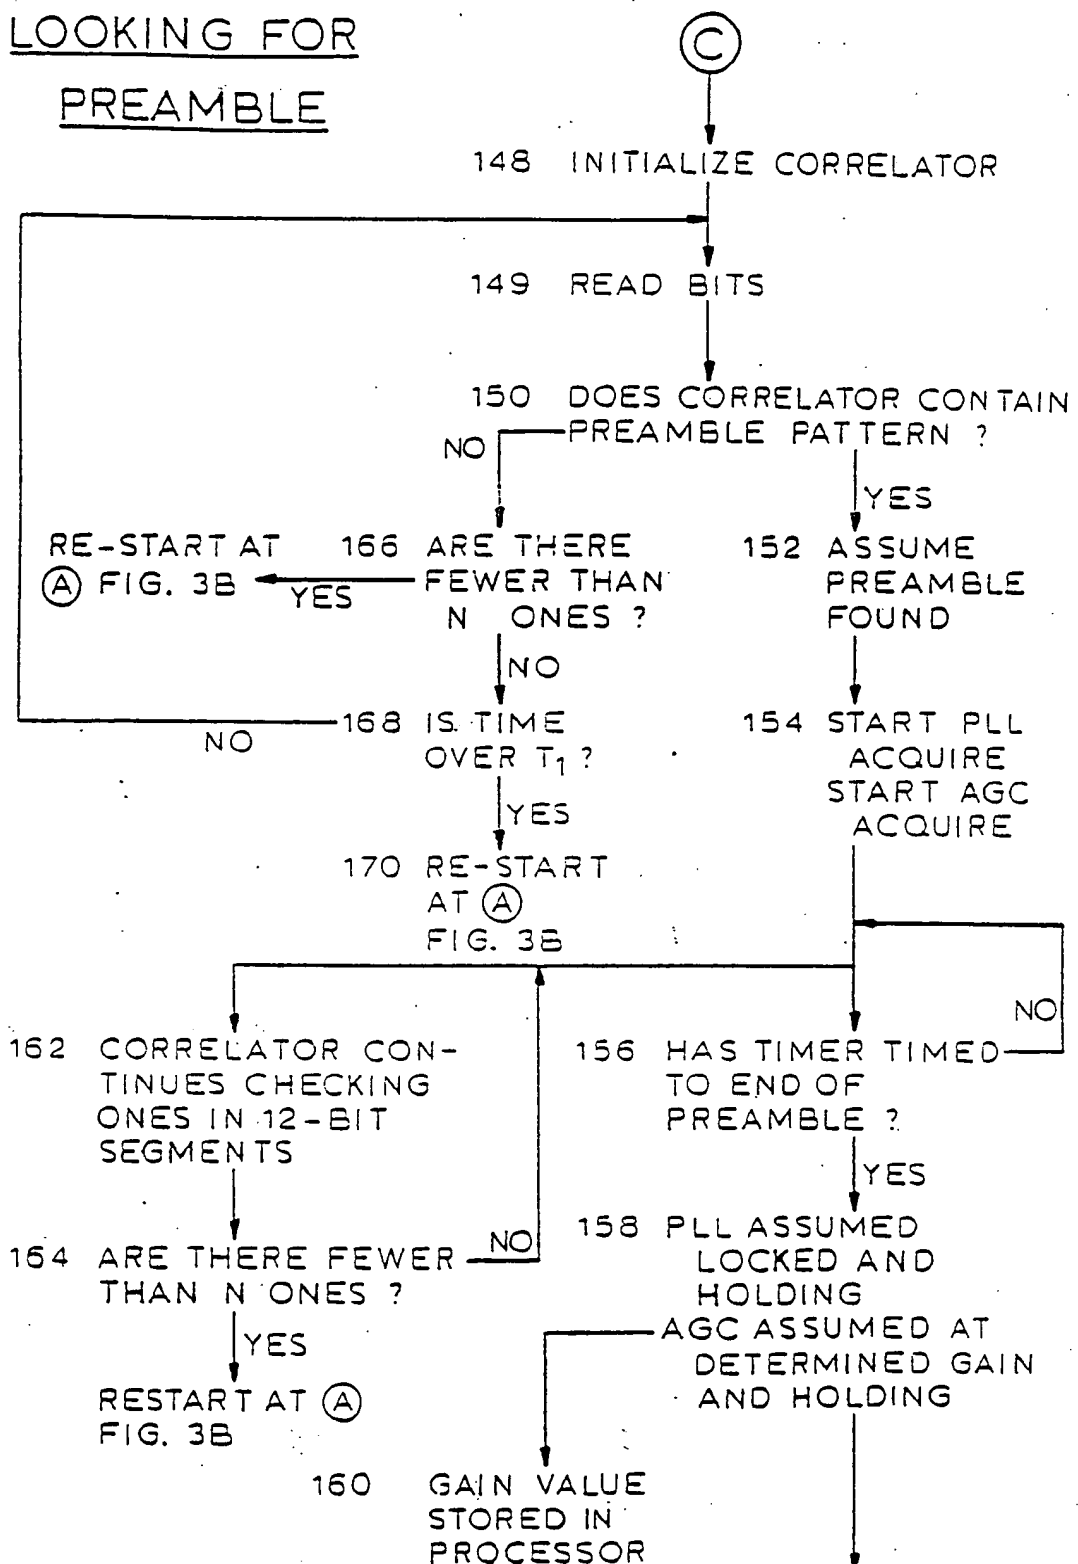 LOOKING FOR
PREAMBLE
C
148 INITIALIZE CORRELATOR
149 READ BITS
150 DOES CORRELATOR CONTAIN
PREAMBLE PATTERN ?
NO
YES
RE-START AT
A FIG. 3B
YES
166 ARE THERE
FEWER THAN
N ONES ?
152 ASSUME
PREAMBLE
FOUND
NO
168 IS TIME
OVER T1 ?
NO
YES
154 START PLL
ACQUIRE
START AGC
ACQUIRE
170 RE-START
AT A
FIG. 3B
NO
162 CORRELATOR CON-
TINUES CHECKING
ONES IN 12-BIT
SEGMENTS
156 HAS TIMER TIMED
TO END OF
PREAMBLE ?
YES
164 ARE THERE FEWER
THAN N ONES ?
NO
YES
RESTART AT A
FIG. 3B
158 PLL ASSUMED
LOCKED AND
HOLDING
AGC ASSUMED AT
DETERMINED GAIN
AND HOLDING
160 GAIN VALUE
STORED IN
PROCESSOR